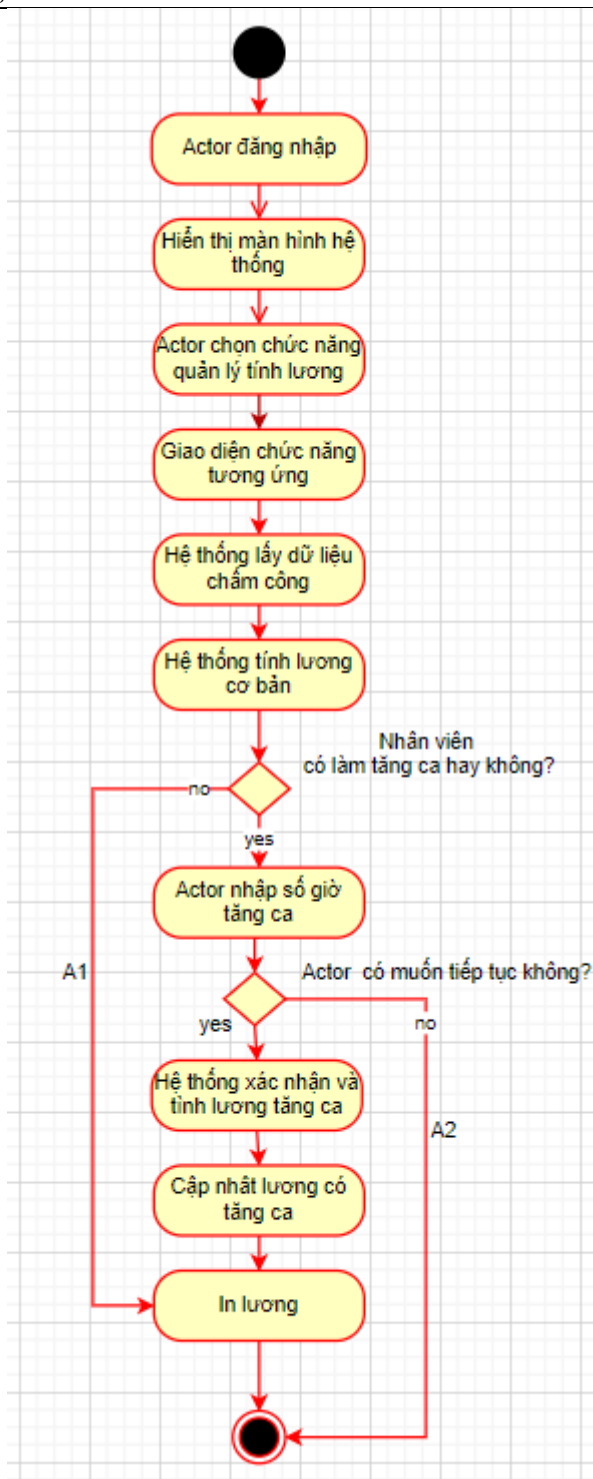 Actor đăng nhập
Hiển thị màn hình hệ
thống
Actor chọn chức năng
quản lý tính lương
Giao diện chức năng
tương ứng
Hệ thống lấy dữ liệu
chấm công
Hệ thống tính lương
cơ bản
Nhân viên
có làm tăng ca hay không?
no
yes
Actor nhập số giờ
tăng ca
A1
Actor có muốn tiếp tục không?
yes
no
Hệ thống xác nhận và
tình lương tăng ca
A2
Cập nhât lương có
tăng ca
In lương